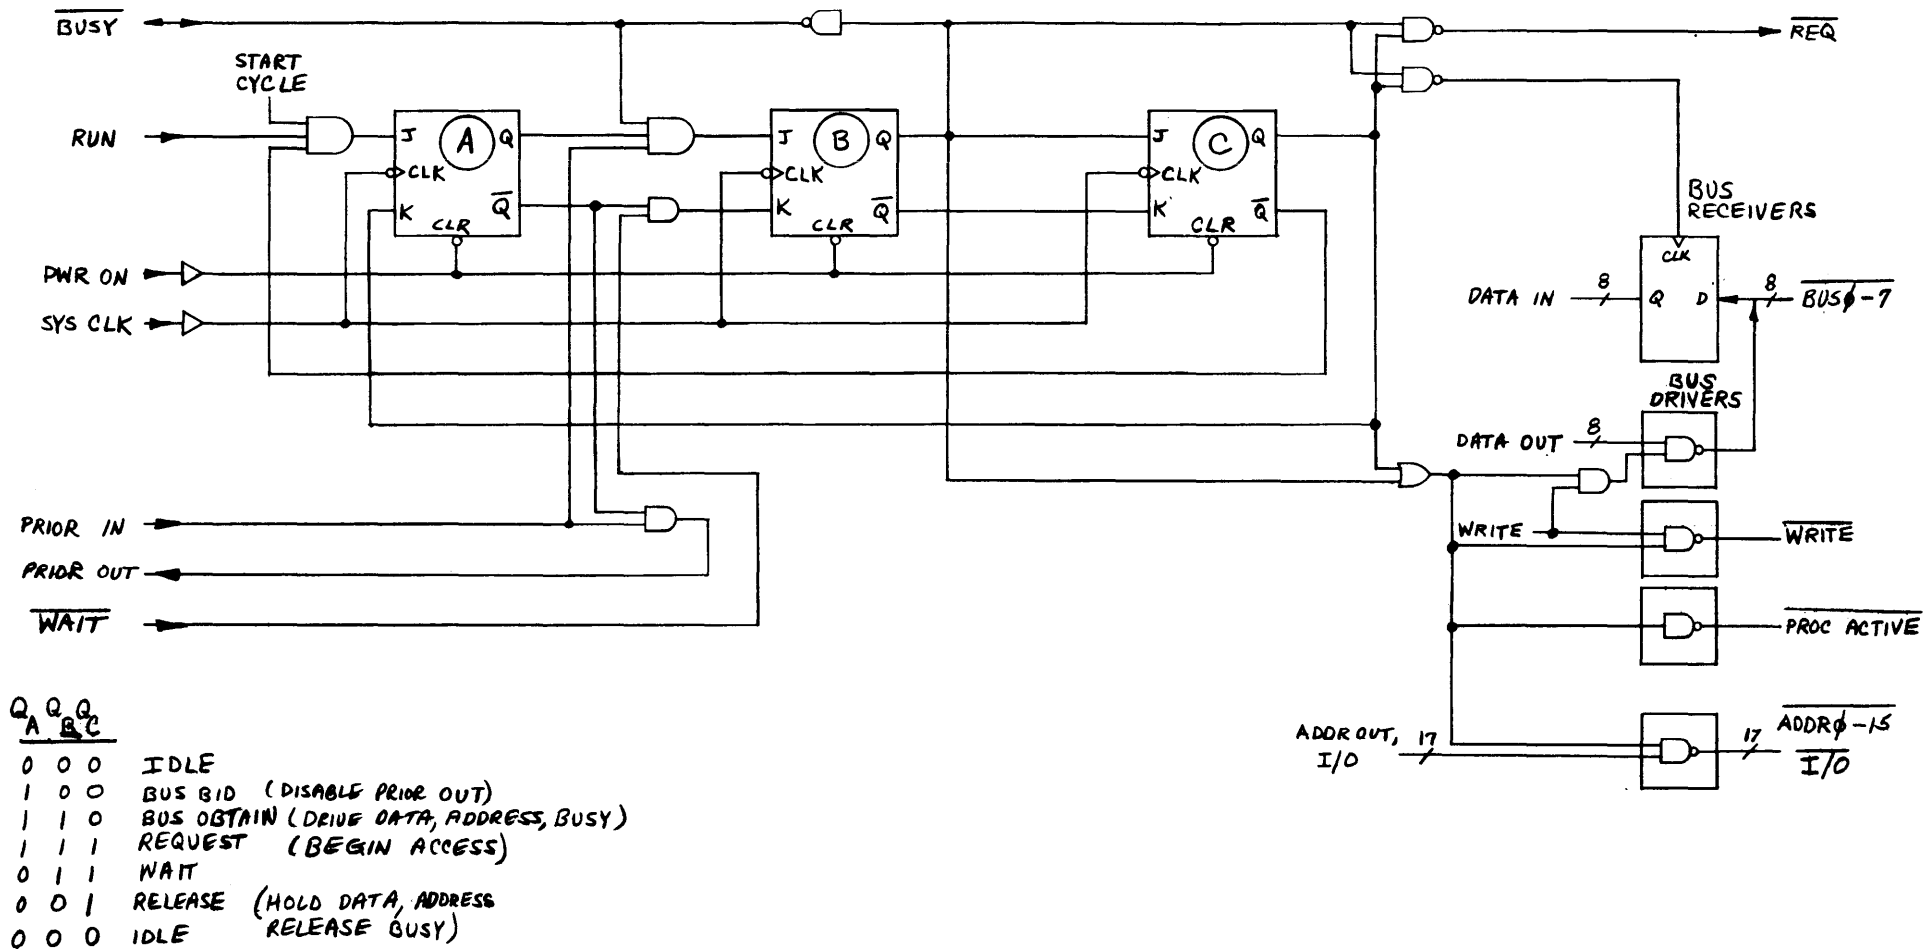 BUSY
REQ
START
CYCLE
RUN
J
A
Q
CLK
K
CLR
Q
J
B
Q
CLK
K
CLR
Q
J
C
Q
CLK
K
CLR
Q
BUS
RECEIVERS
CLK
DATA IN
8
Q
D
8
BUSφ-7
PWR ON
SYS CLK
BUS
DRIVERS
DATA OUT
8
PRIOR IN
WRITE
WRITE
PRIOR OUT
WAIT
PROC ACTIVE
ADDR OUT,
I/O
17
17
ADDRφ-15
I/O
QA QB QC
0 0 0 IDLE
1 0 0 BUS BID (DISABLE PRIOR OUT)
1 1 0 BUS OBTAIN (DRIVE DATA, ADDRESS, BUSY)
1 1 1 REQUEST (BEGIN ACCESS)
0 1 1 WAIT
0 0 1 RELEASE (HOLD DATA, ADDRESS
RELEASE BUSY)
0 0 0 IDLE